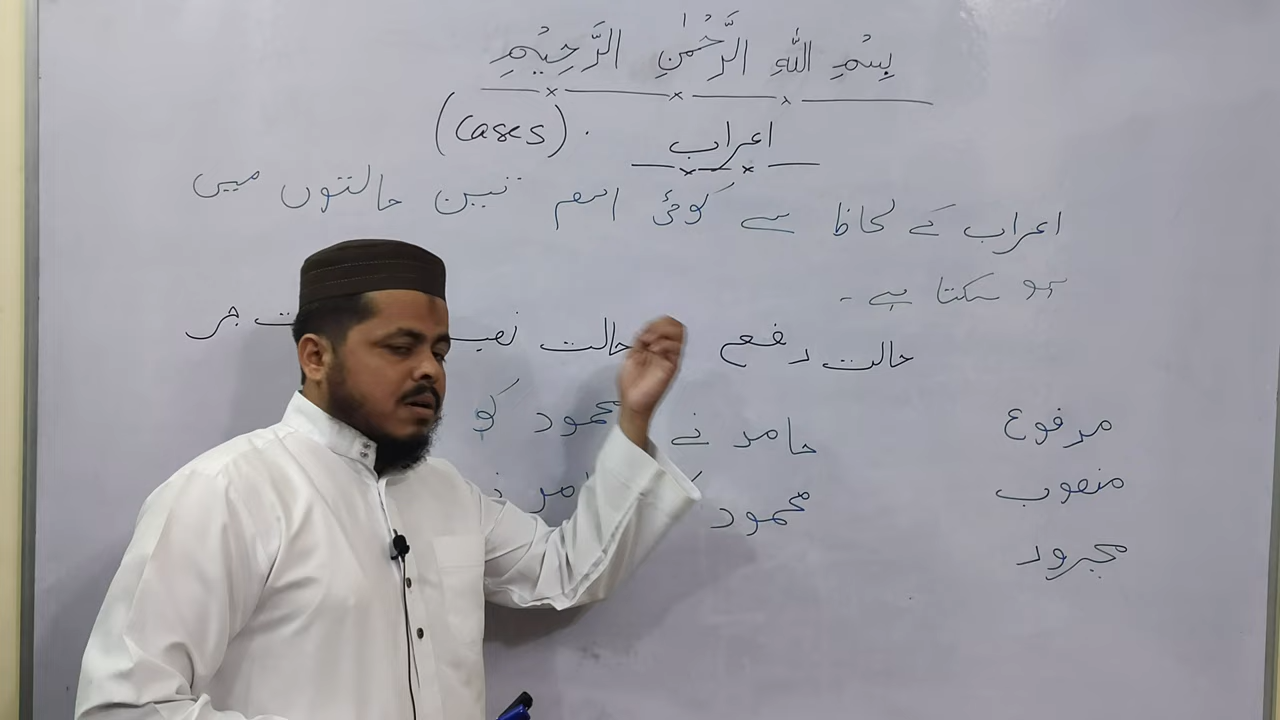 بِسْمِ اللّٰهِ الرَّحْمٰنِ الرَّحِيْمِ
اعراب (Cases).
اعراب کے لحاظ سے کوئی اسم تین حالتوں میں
ہو سکتا ہے۔
حالت رفع حالت جر
حامد نے محمود کو
محمود
مرفوع
منصوب
مجرور